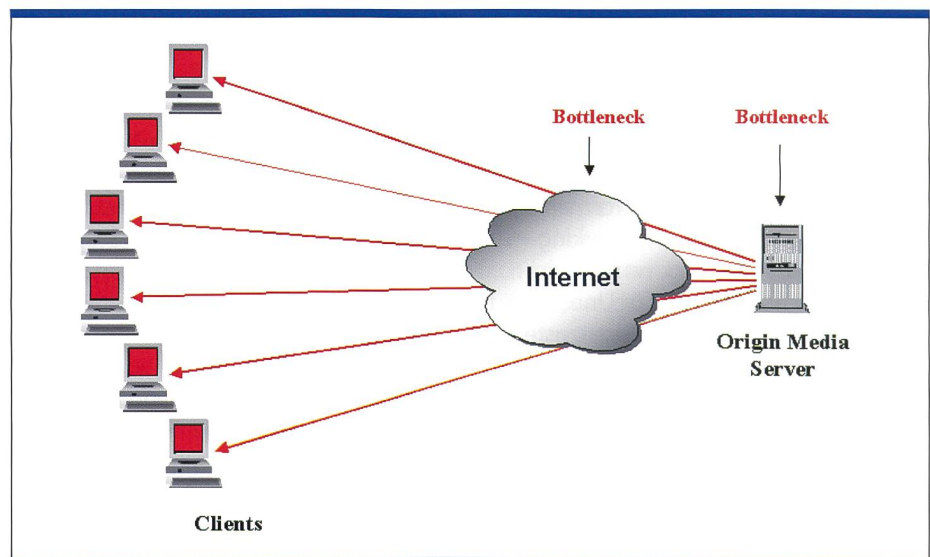 Bottleneck
Bottleneck
Internet
Origin Media
Server
Clients